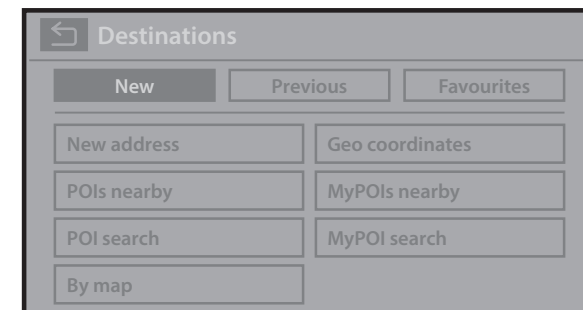 Destinations
New Previous Favourites
New address Geo coordinates
POIs nearby MyPOIs nearby
POI search MyPOI search
By map